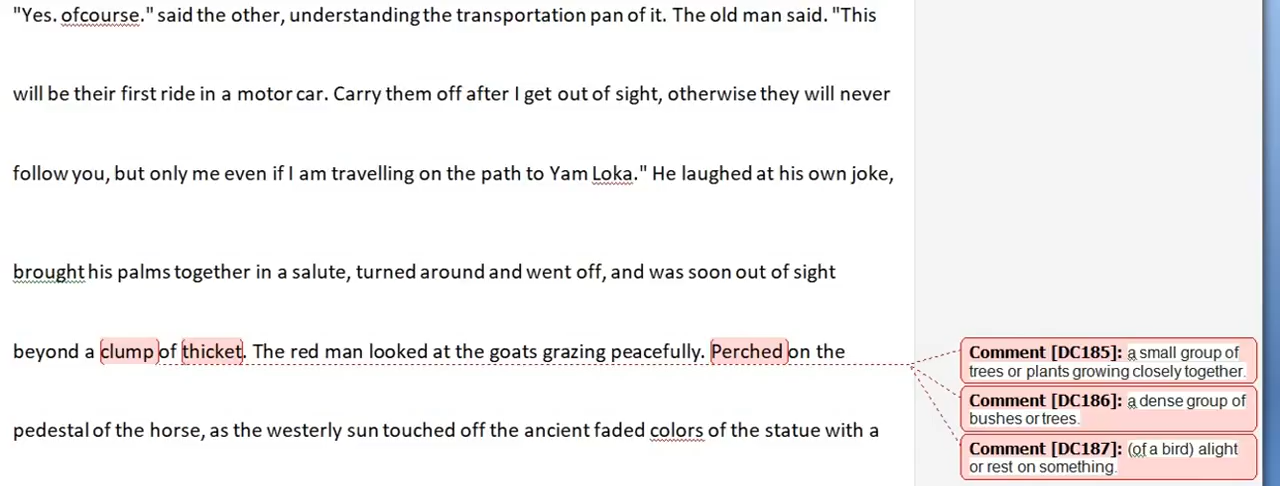 "Yes. ofcourse." said the other, understanding the transportation pan of it. The old man said. "This
will be their first ride in a motor car. Carry them off after I get out of sight, otherwise they will never
follow you, but only me even if I am travelling on the path to Yam Loka." He laughed at his own joke,
brought his palms together in a salute, turned around and went off, and was soon out of sight
beyond a clump of thicket. The red man looked at the goats grazing peacefully. Perched on the
pedestal of the horse, as the westerly sun touched off the ancient faded colors of the statue with a
Comment [DC185]: a small group of
trees or plants growing closely together.
Comment [DC186]: a dense group of
bushes or trees.
Comment [DC187]: (of a bird) alight
or rest on something.